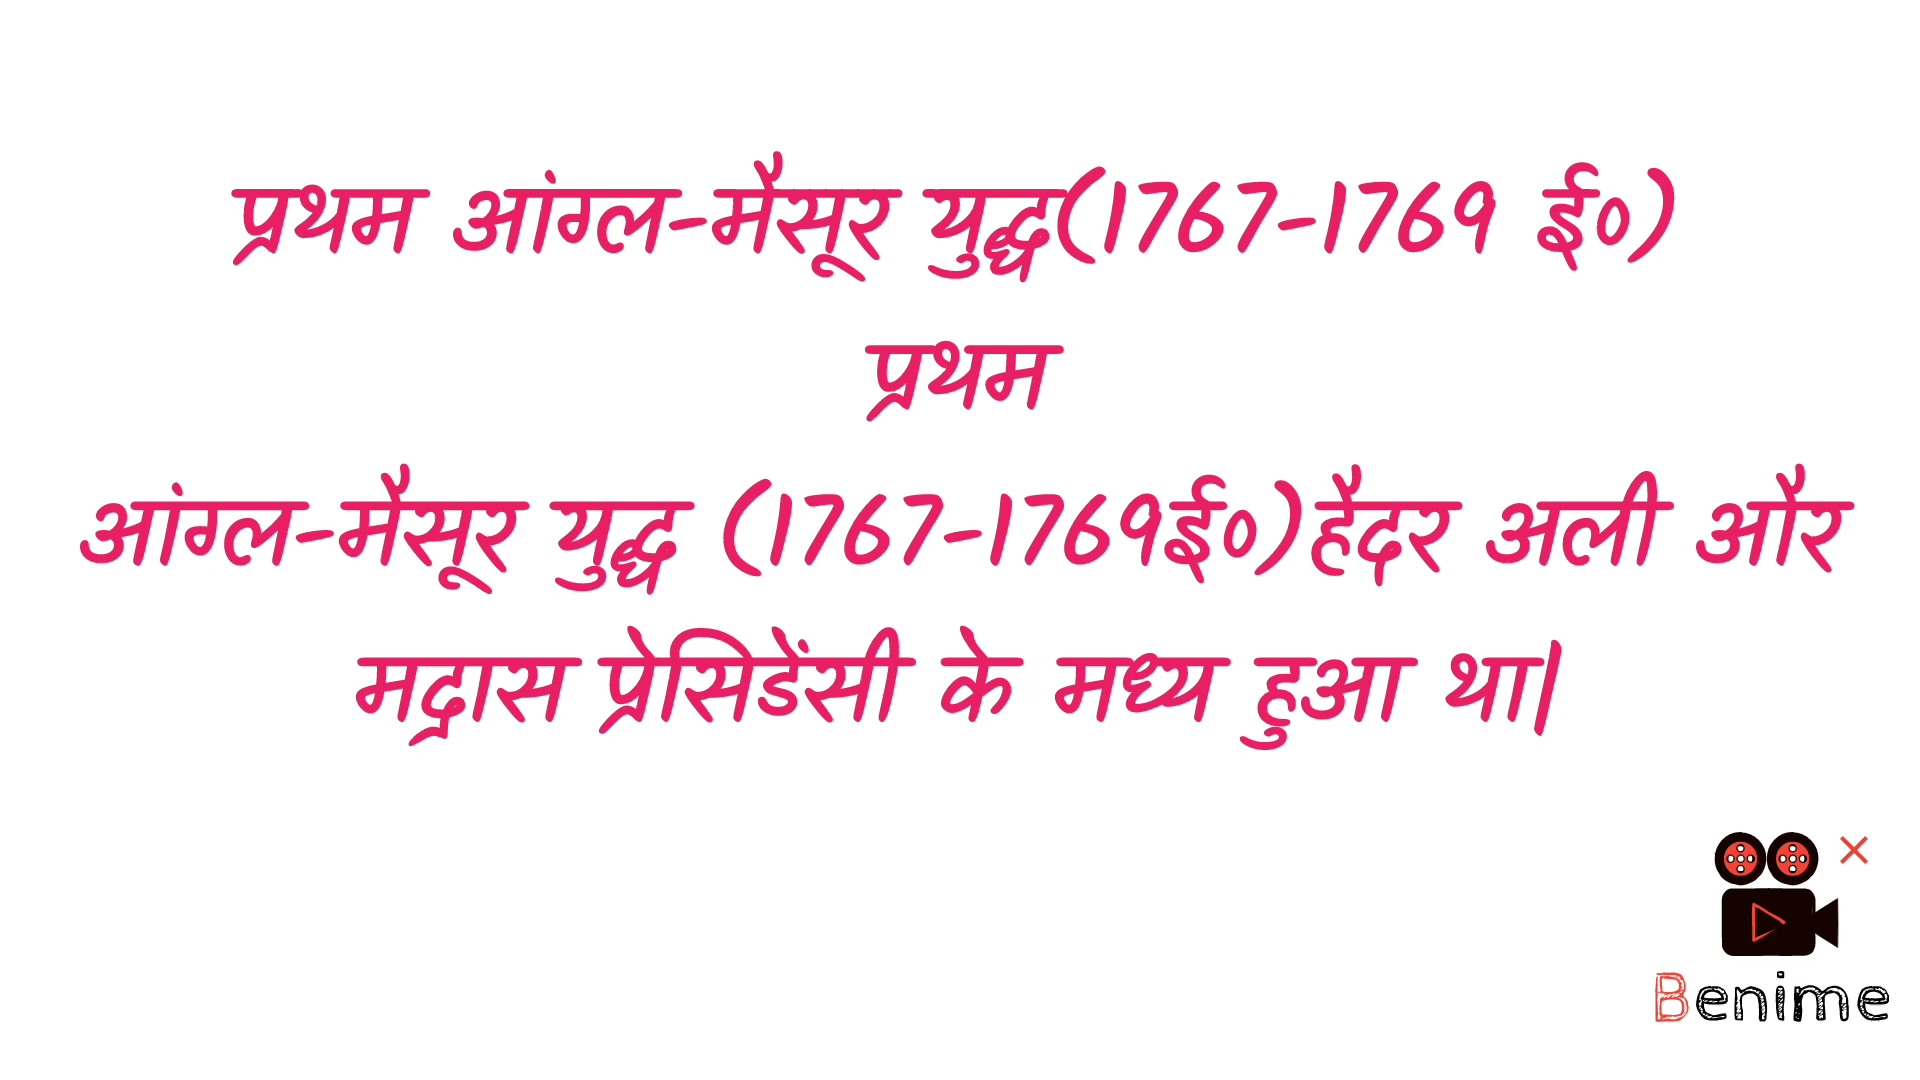 प्रथम आंग्ल-मैसूर युद्ध(1767-1769 ई०)
प्रथम
आंग्ल-मैसूर युद्ध (1767-1769ई०)हैदर अली और
मद्रास प्रेसिडेंसी के मध्य हुआ था|
Benime